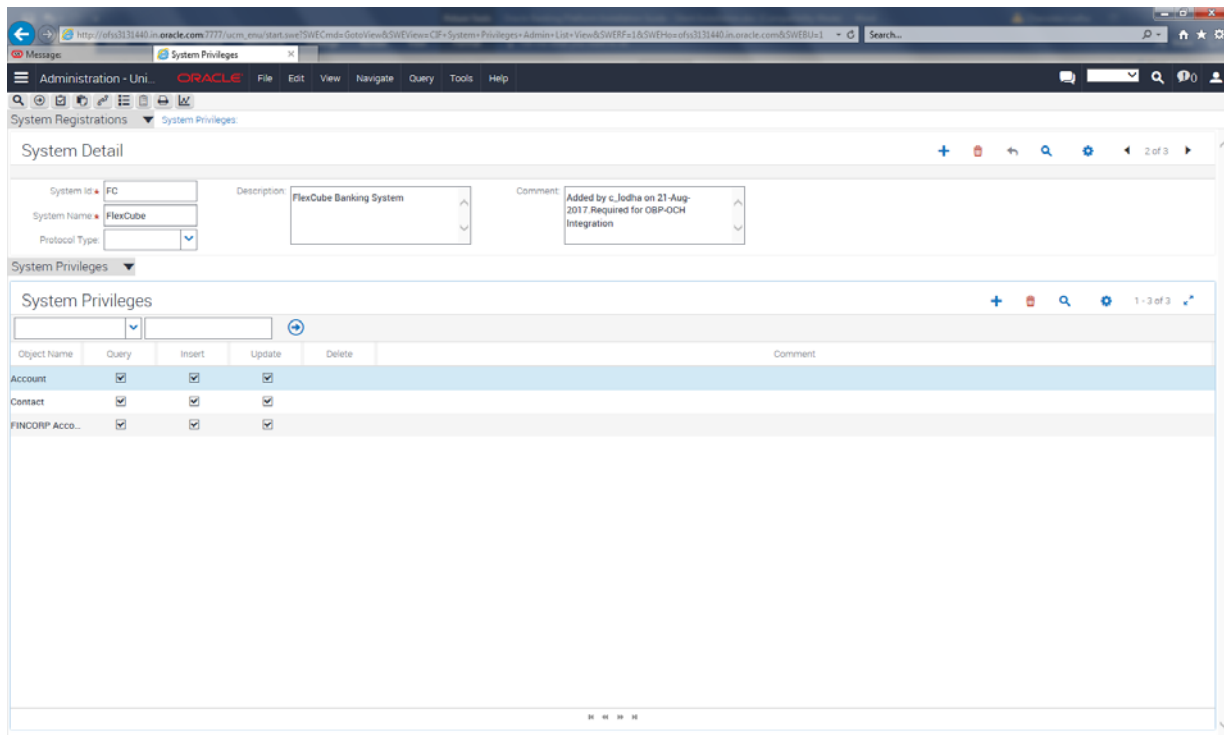 http://ofss3131440.in.oracle.com:7777/ucm_enu/start.swe?SWECmd=GotoView&SWEView=CIF+System+Privileges+Admin+List+View&SWERF=1&SWEHo=ofss3131440.in.oracle.com&SWEBU=1 Search...
Message: System Privileges
Administration - Uni... ORACLE File Edit View Navigate Query Tools Help 0
System Registrations System Privileges:
System Detail 2 of 3
System Id: FC Description: FlexCube Banking System Comment: Added by c_lodha on 21-Aug-
System Name: FlexCube 2017.Required for OBP-OCH
Integration
Protocol Type:
System Privileges
System Privileges 1 - 3 of 3
Object Name Query Insert Update Delete Comment
Account
Contact
FINCORP Acco...